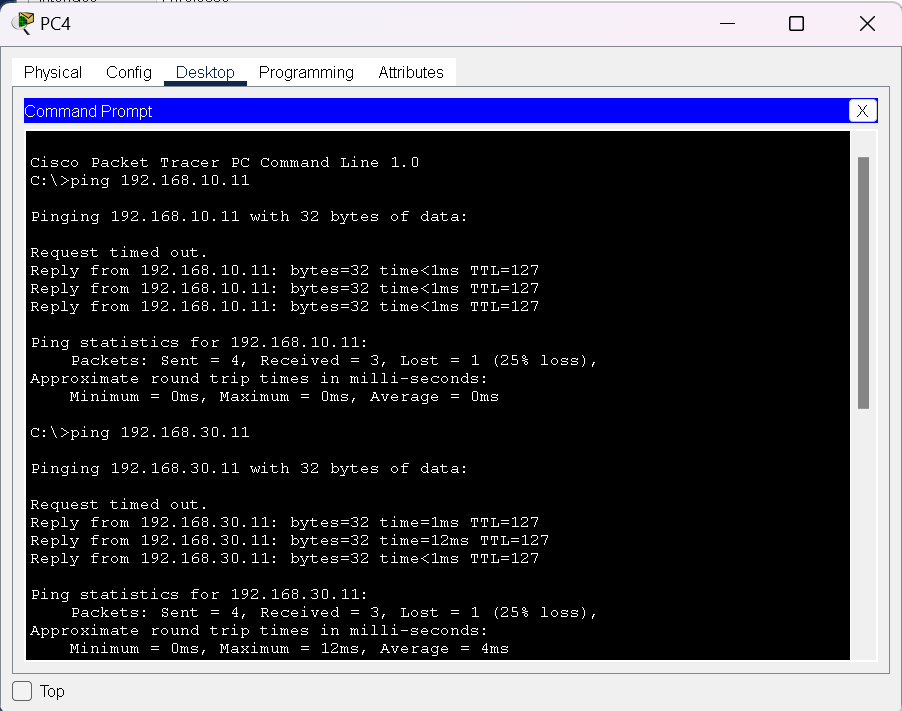 PC4
Physical Config Desktop Programming Attributes
Command Prompt
X
Cisco Packet Tracer PC Command Line 1.0
C:\>ping 192.168.10.11
Pinging 192.168.10.11 with 32 bytes of data:
Request timed out.
Reply from 192.168.10.11: bytes=32 time<1ms TTL=127
Reply from 192.168.10.11: bytes=32 time<1ms TTL=127
Reply from 192.168.10.11: bytes=32 time<1ms TTL=127
Ping statistics for 192.168.10.11:
Packets: Sent = 4, Received = 3, Lost = 1 (25% loss),
Approximate round trip times in milli-seconds:
Minimum = 0ms, Maximum = 0ms, Average = 0ms
C:\>ping 192.168.30.11
Pinging 192.168.30.11 with 32 bytes of data:
Request timed out.
Reply from 192.168.30.11: bytes=32 time=1ms TTL=127
Reply from 192.168.30.11: bytes=32 time=12ms TTL=127
Reply from 192.168.30.11: bytes=32 time<1ms TTL=127
Ping statistics for 192.168.30.11:
Packets: Sent = 4, Received = 3, Lost = 1 (25% loss),
Approximate round trip times in milli-seconds:
Minimum = 0ms, Maximum = 12ms, Average = 4ms
Top